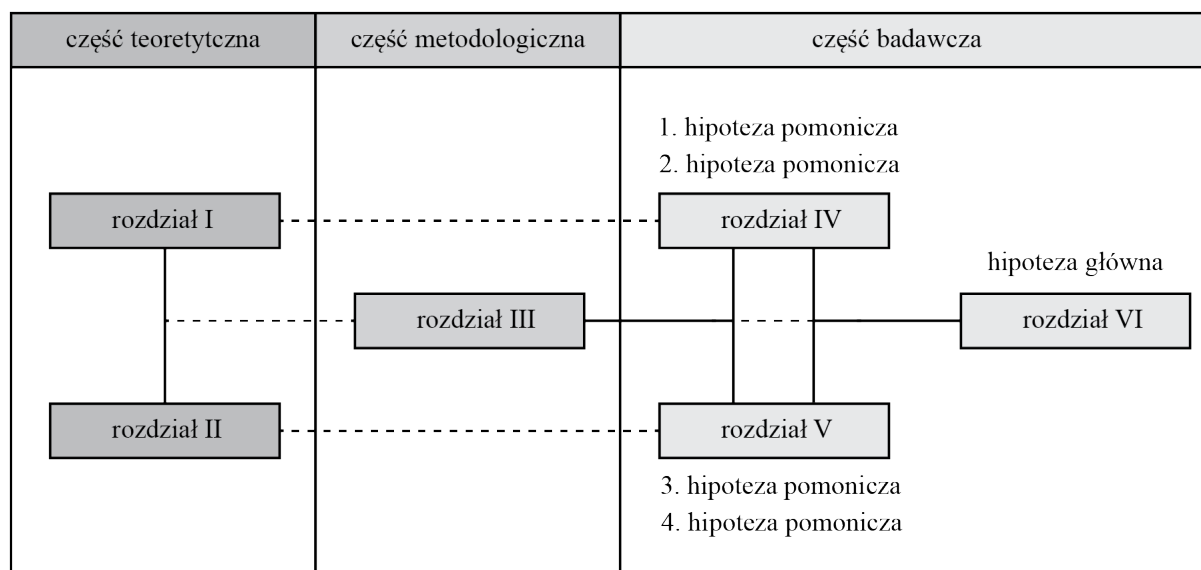 część teoretytczna
część metodologiczna
część badawcza
1. hipoteza pomonicza
2. hipoteza pomonicza
rozdział I
rozdział IV
hipoteza główna
rozdział III
rozdział VI
rozdział II
rozdział V
3. hipoteza pomonicza
4. hipoteza pomonicza